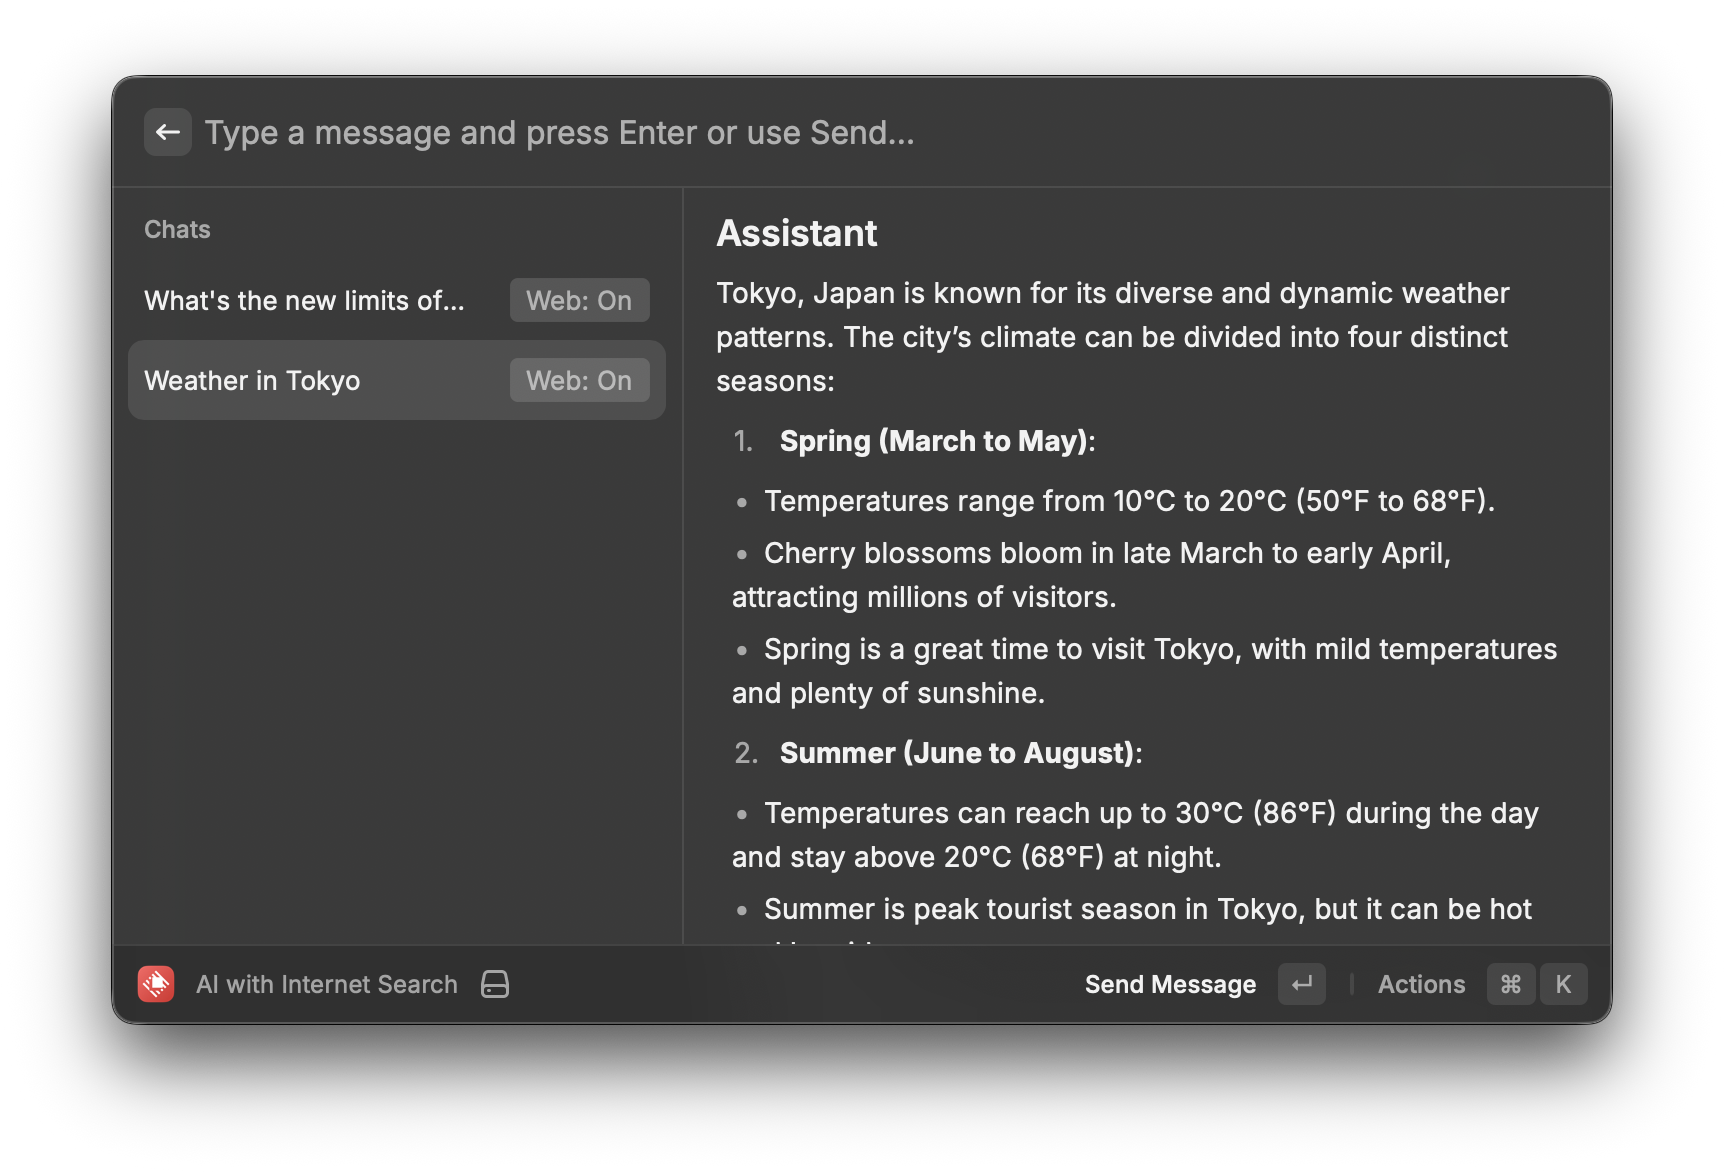 Type a message and press Enter or use Send...
Chats
What's the new limits of...
Web: On
Weather in Tokyo
Web: On
Assistant
Tokyo, Japan is known for its diverse and dynamic weather
patterns. The city’s climate can be divided into four distinct
seasons:
1. Spring (March to May):
• Temperatures range from 10°C to 20°C (50°F to 68°F).
• Cherry blossoms bloom in late March to early April,
attracting millions of visitors.
• Spring is a great time to visit Tokyo, with mild temperatures
and plenty of sunshine.
2. Summer (June to August):
• Temperatures can reach up to 30°C (86°F) during the day
and stay above 20°C (68°F) at night.
• Summer is peak tourist season in Tokyo, but it can be hot
AI with Internet Search
Send Message ↵
Actions ⌘ K